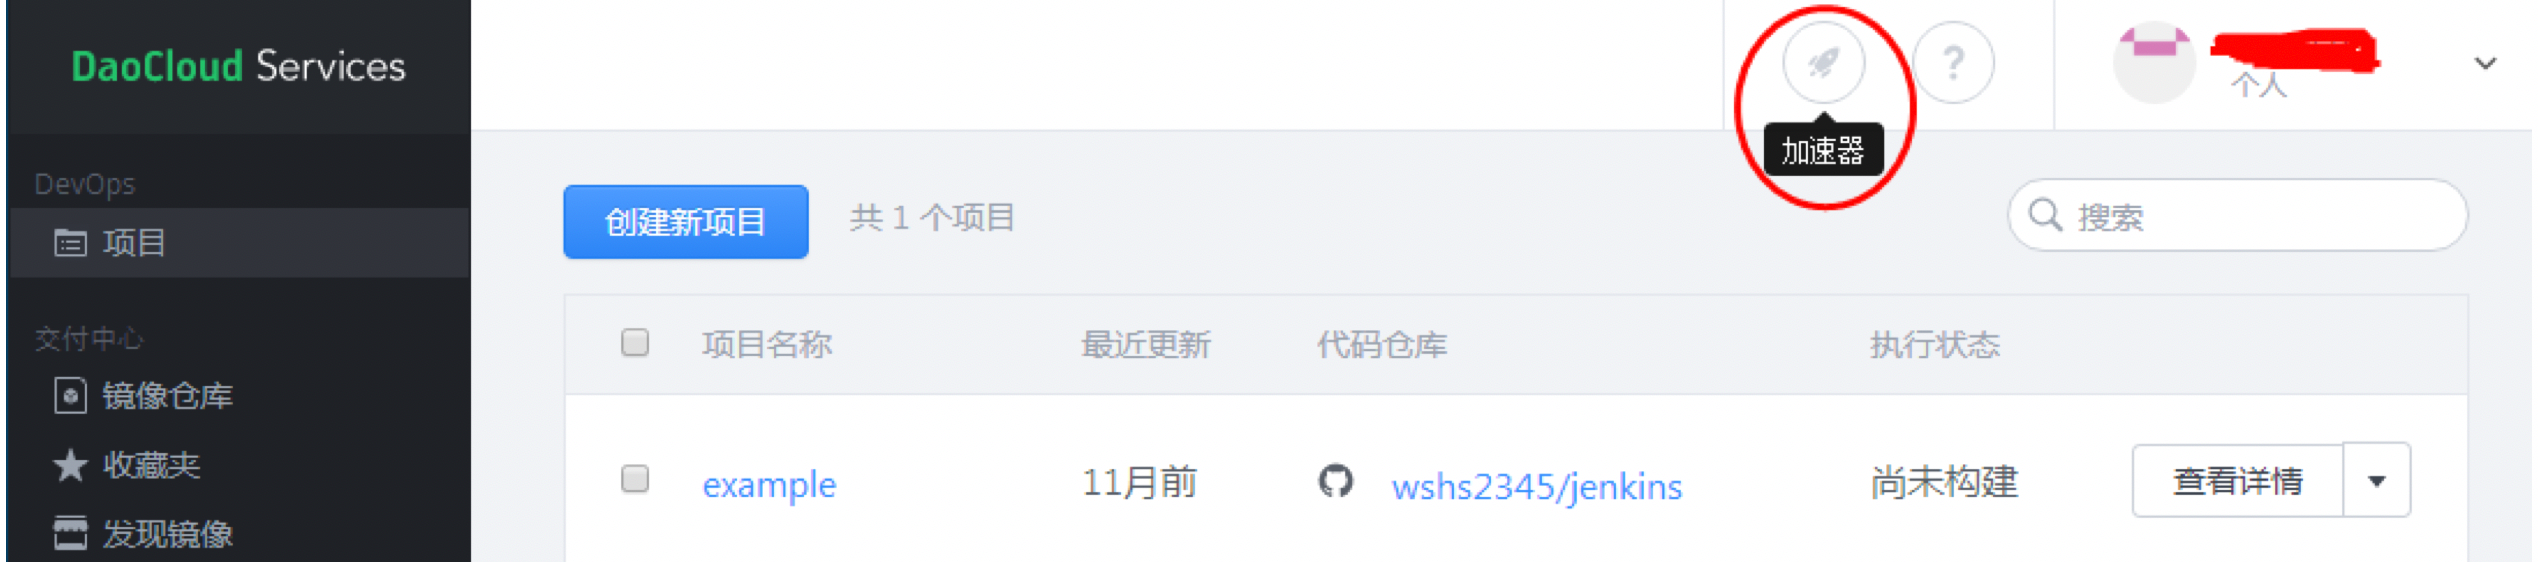 DaoCloud Services
?
个人
加速器
DevOps
项目
交付中心
镜像仓库
收藏夹
发现镜像
创建新项目
共 1 个项目
搜索
项目名称 最近更新 代码仓库 执行状态
example 11月前 wshs2345/jenkins 尚未构建 查看详情